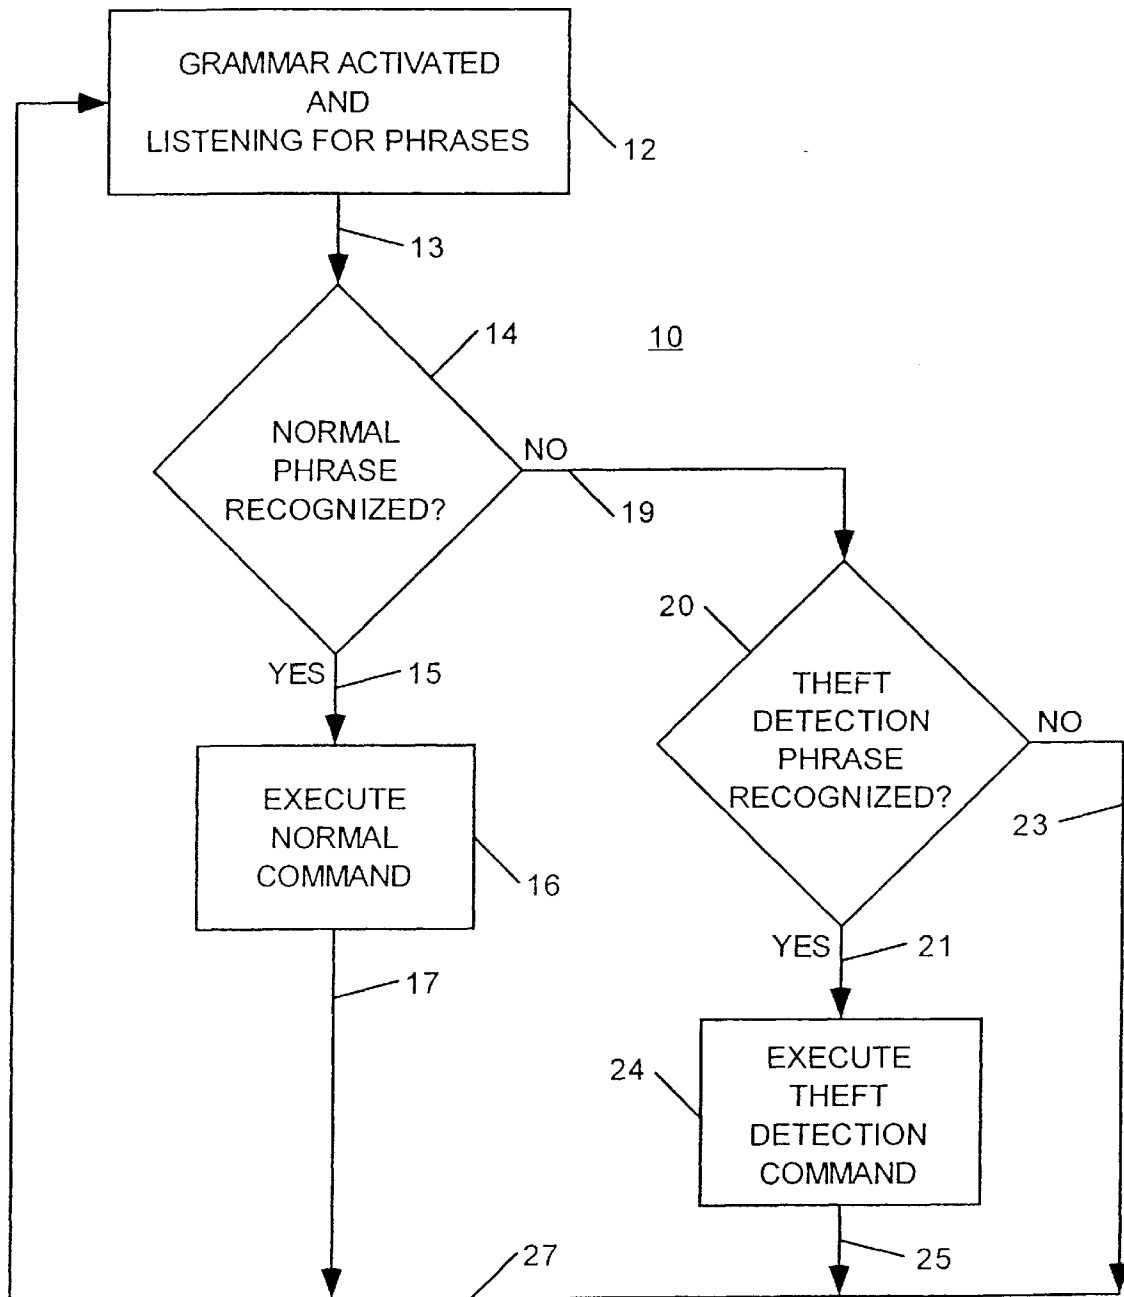 GRAMMAR ACTIVATED
AND
LISTENING FOR PHRASES
12
13
14
10
NORMAL
PHRASE
RECOGNIZED?
NO
19
20
YES
15
THEFT
DETECTION
PHRASE
RECOGNIZED?
NO
23
EXECUTE
NORMAL
COMMAND
16
YES
21
17
24
EXECUTE
THEFT
DETECTION
COMMAND
25
27